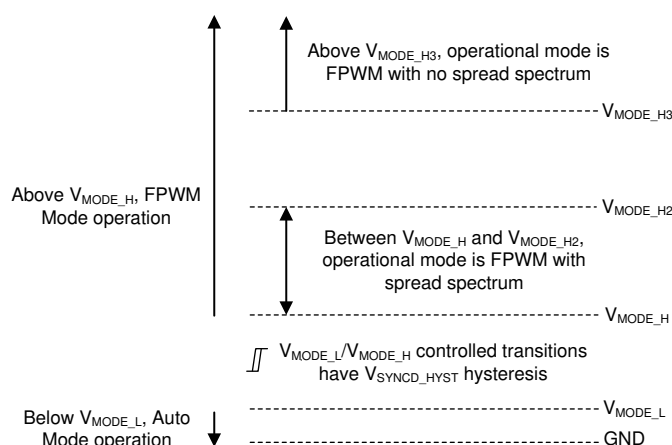 Above V_MODE_H3, operational mode is
FPWM with no spread spectrum
V_MODE_H3
Above V_MODE_H, FPWM
Mode operation
V_MODE_H2
Between V_MODE_H and V_MODE_H2,
operational mode is FPWM with
spread spectrum
V_MODE_H
V_MODE_L/V_MODE_H controlled transitions
have V_SYNCD_HYST hysteresis
V_MODE_L
Below V_MODE_L, Auto
Mode operation
GND